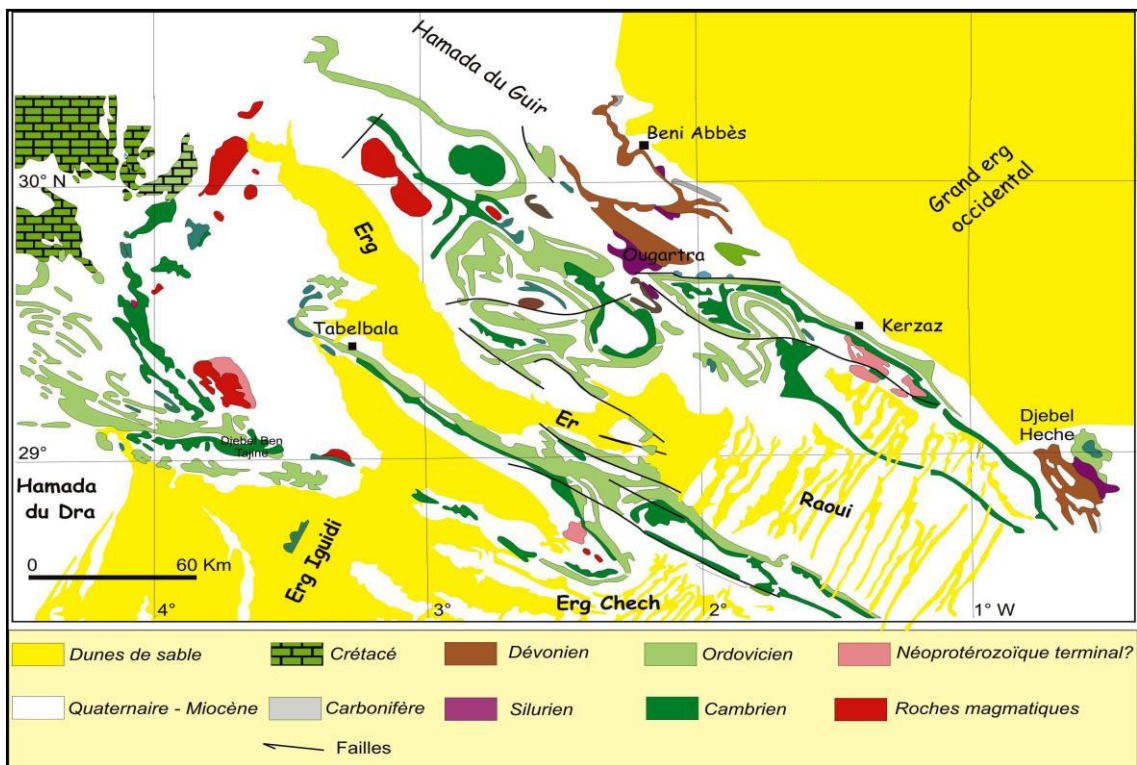 Hamada du Guir
Beni Abbès
30° N
Grand erg
occidental
Erg
Ougartra
Tabelbala
Kerzaz
Er
Djebel
Heche
Djebel Ben
Tajine
29°
Hamada
du Dra
Raoui
0 60 Km
Erg Iguidi
Erg Chech
4° 3° 2° 1° W
Dunes de sable Crétacé Dévonien Ordovicien Néoprotérozoïque terminal?
Quaternaire - Miocène Carbonifère Silurien Cambrien Roches magmatiques
Failles